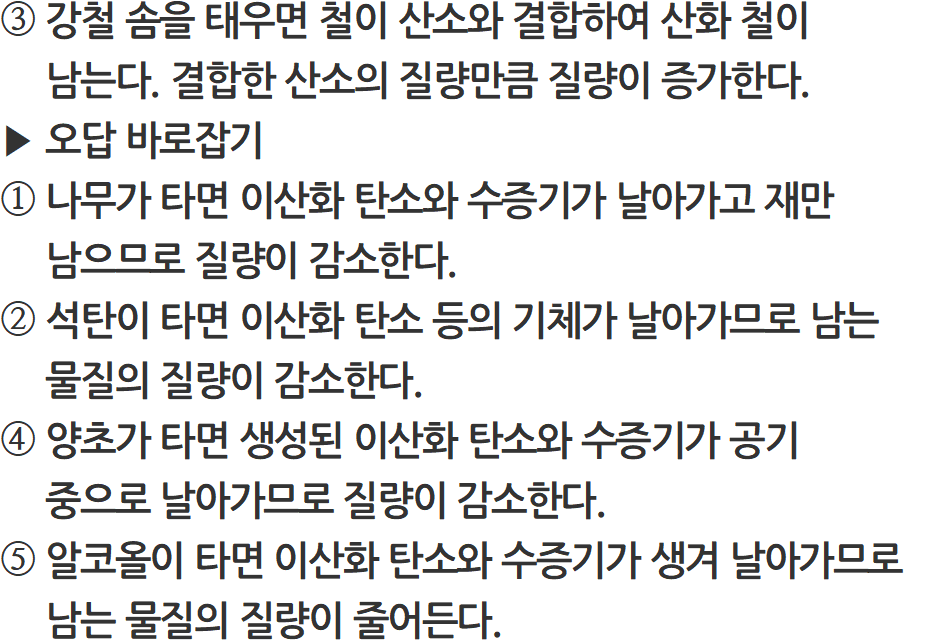 ③ 강철 솜을 태우면 철이 산소와 결합하여 산화 철이
남는다. 결합한 산소의 질량만큼 질량이 증가한다.
▶ 오답 바로잡기
① 나무가 타면 이산화 탄소와 수증기가 날아가고 재만
남으므로 질량이 감소한다.
② 석탄이 타면 이산화 탄소 등의 기체가 날아가므로 남는
물질의 질량이 감소한다.
④ 양초가 타면 생성된 이산화 탄소와 수증기가 공기
중으로 날아가므로 질량이 감소한다.
⑤ 알코올이 타면 이산화 탄소와 수증기가 생겨 날아가므로
남는 물질의 질량이 줄어든다.